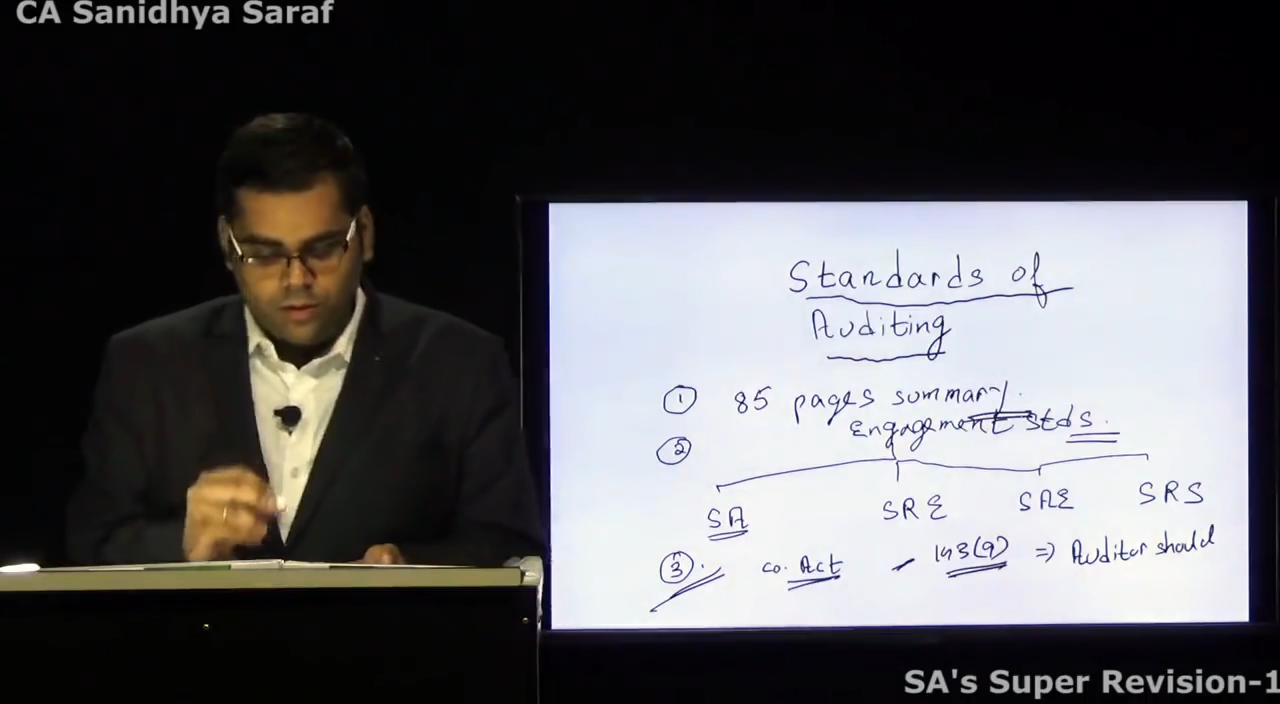 CA Sanidhya Saraf
Standards of
Auditing
① 85 pages summary.
② Engagement Stds.
SA SRE SAE SRS
③. co. Act - 143(9) => Auditor should
SA's Super Revision-1